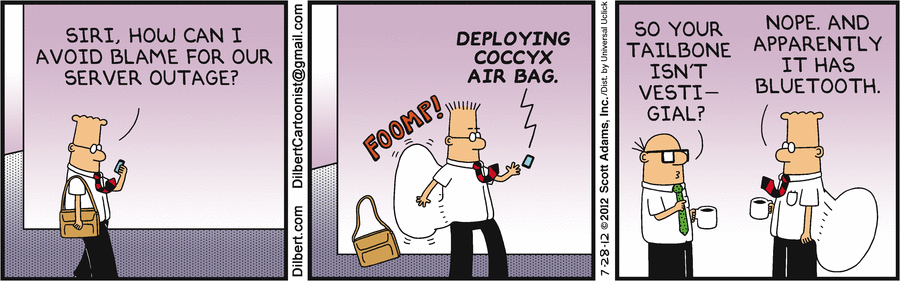 SIRI, HOW CAN I
AVOID BLAME FOR OUR
SERVER OUTAGE?
Dilbert.com DilbertCartoonist@gmail.com
DEPLOYING
COCCYX
AIR BAG.
FOOMP!
7-28-12 © 2012 Scott Adams, Inc. /Dist. by Universal Uclick
SO YOUR
TAILBONE
ISN'T
VESTI–
GIAL?
NOPE. AND
APPARENTLY
IT HAS
BLUETOOTH.